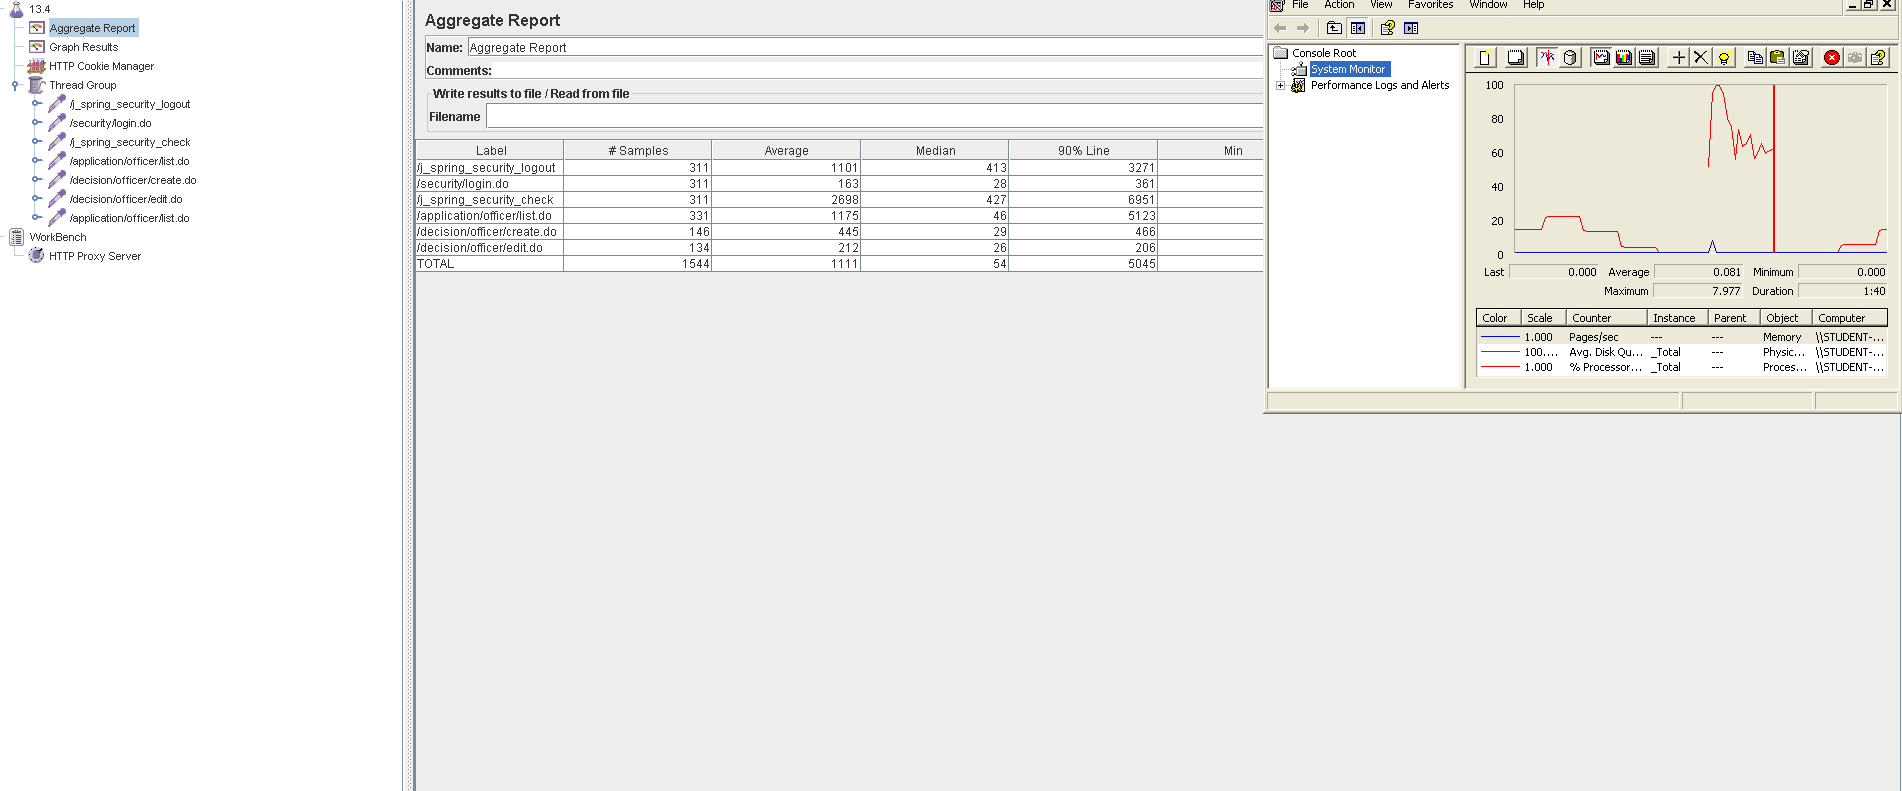 13.4
Aggregate Report
Graph Results
HTTP Cookie Manager
Thread Group
/j_spring_security_logout
/security/login.do
/j_spring_security_check
/application/officer/list.do
/decision/officer/create.do
/decision/officer/edit.do
/application/officer/list.do
WorkBench
HTTP Proxy Server
Aggregate Report
Name: Aggregate Report
Comments:
Write results to file / Read from file
Filename
Label # Samples Average Median 90% Line Min
/j_spring_security_logout 311 1101 413 3271
/security/login.do 311 163 28 361
/j_spring_security_check 311 2698 427 6951
/application/officer/list.do 331 1175 46 5123
/decision/officer/create.do 146 445 29 466
/decision/officer/edit.do 134 212 26 206
TOTAL 1544 1111 54 5045
File Action View Favorites Window Help
Console Root
System Monitor
Performance Logs and Alerts
100
80
60
40
20
0
Last 0.000 Average 0.081 Minimum 0.000
Maximum 7.977 Duration 1:40
Color Scale Counter Instance Parent Object Computer
1.000 Pages/sec --- --- Memory \\STUDENT-...
100.... Avg. Disk Qu... _Total --- Physic... \\STUDENT-...
1.000 % Processor... _Total --- Proces... \\STUDENT-...